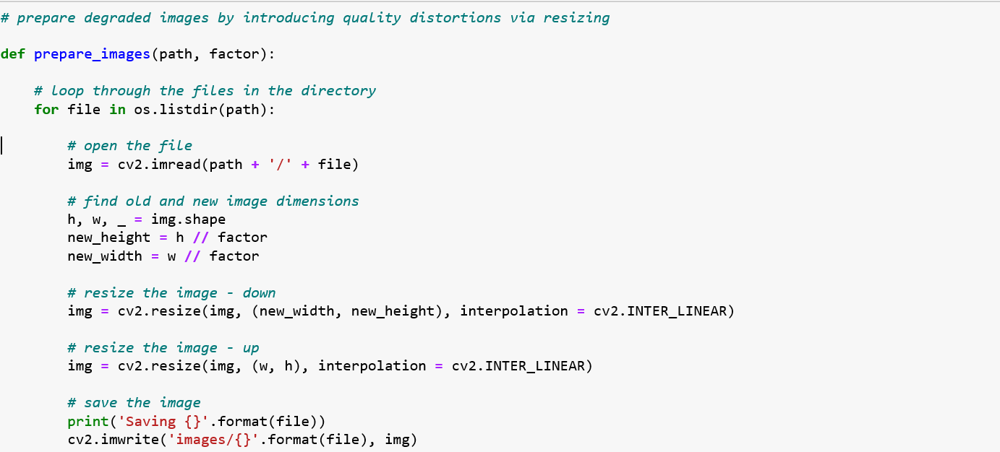 # prepare degraded images by introducing quality distortions via resizing
def prepare_images(path, factor):
    # loop through the files in the directory
    for file in os.listdir(path):
        # open the file
        img = cv2.imread(path + '/' + file)
        # find old and new image dimensions
        h, w, _ = img.shape
        new_height = h // factor
        new_width = w // factor
        # resize the image - down
        img = cv2.resize(img, (new_width, new_height), interpolation = cv2.INTER_LINEAR)
        # resize the image - up
        img = cv2.resize(img, (w, h), interpolation = cv2.INTER_LINEAR)
        # save the image
        print('Saving {}'.format(file))
        cv2.imwrite('images/{}'.format(file), img)